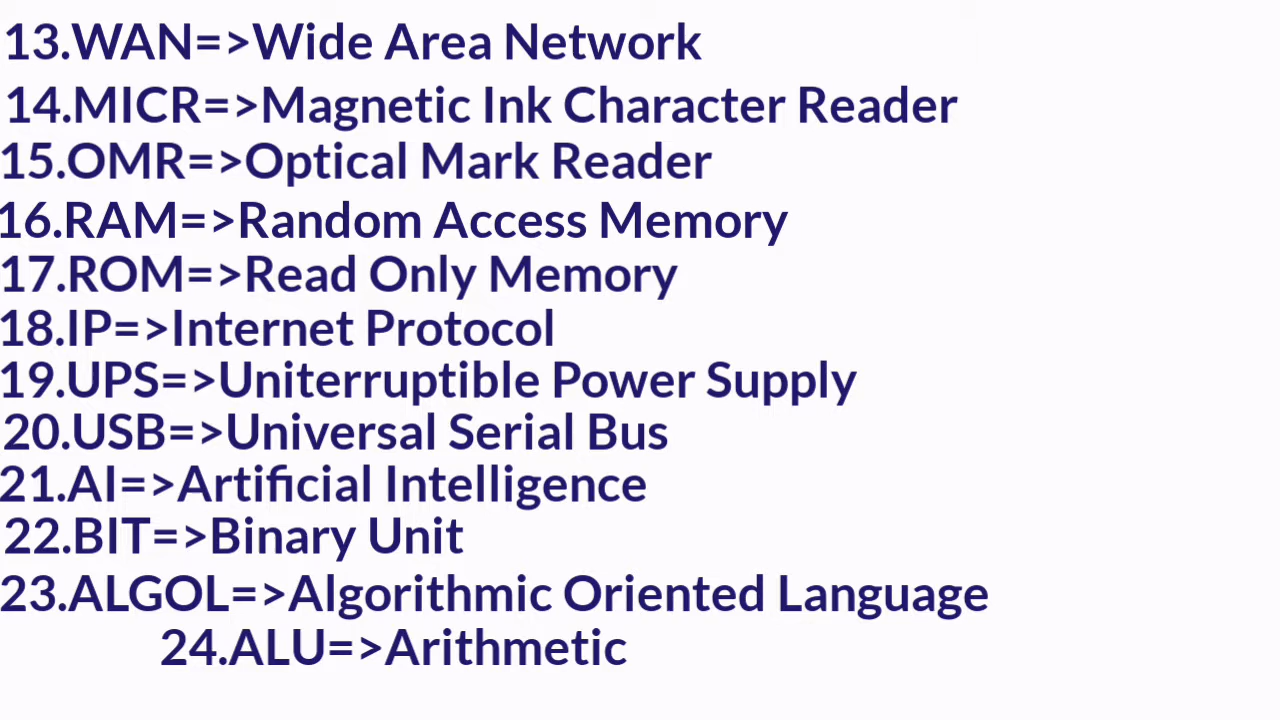 13.WAN=>Wide Area Network
14.MICR=>Magnetic Ink Character Reader
15.OMR=>Optical Mark Reader
16.RAM=>Random Access Memory
17.ROM=>Read Only Memory
18.IP=>Internet Protocol
19.UPS=>Uniterruptible Power Supply
20.USB=>Universal Serial Bus
21.AI=>Artificial Intelligence
22.BIT=>Binary Unit
23.ALGOL=>Algorithmic Oriented Language
24.ALU=>Arithmetic